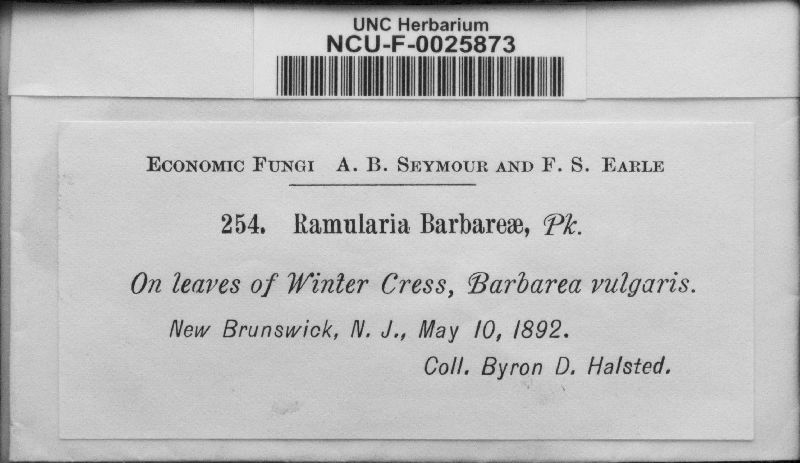 UNC Herbarium
NCU-F-0025873
Economic Fungi A. B. Seymour and F. S. Earle
254. Ramularia Barbareæ, Pk.
On leaves of Winter Cress, Barbarea vulgaris.
New Brunswick, N. J., May 10, 1892.
Coll. Byron D. Halsted.